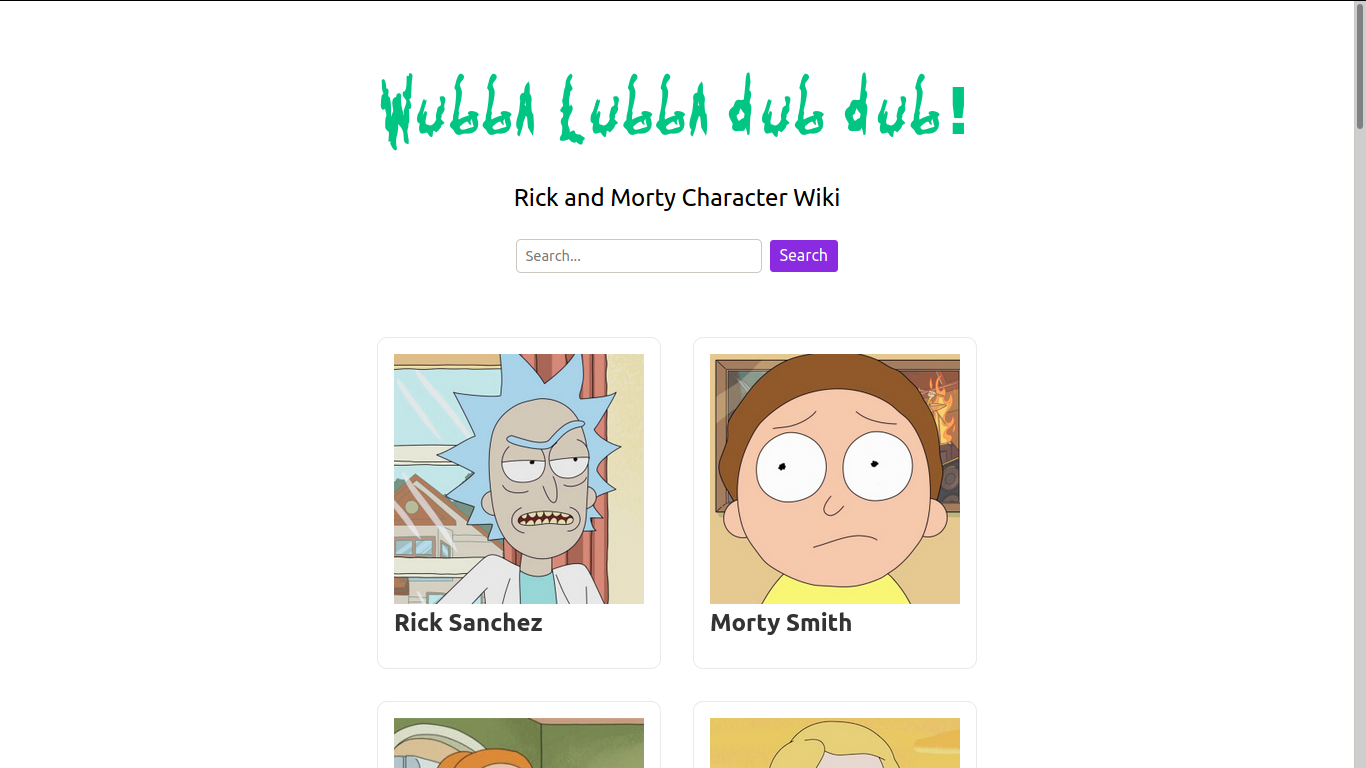 Wubba Lubba dub dub!
Rick and Morty Character Wiki
Search...
Search
Rick Sanchez
Morty Smith